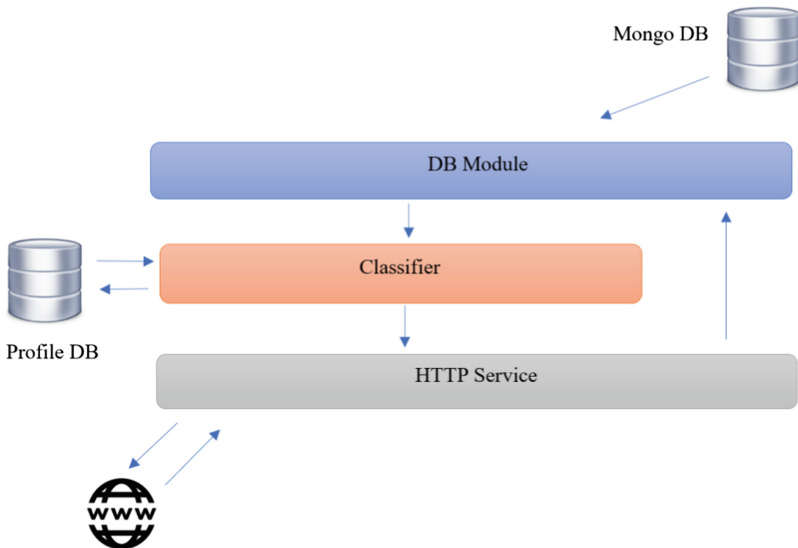 Mongo DB
DB Module
Classifier
Profile DB
HTTP Service
WWW